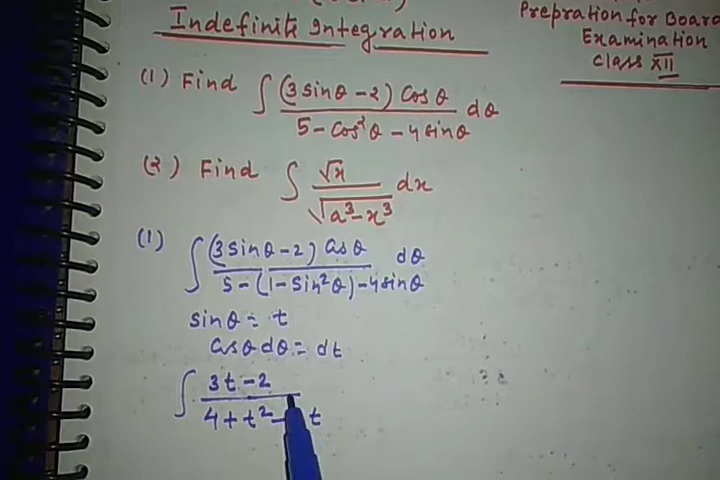 Indefinite Integration
Prepration for Board
Examination
Class XII
(1) Find ∫ (3 sinθ - 2) Cosθ / 5 - Cos²θ - 4 sinθ dθ
(2) Find ∫ √x / √a³-x³ dx
(1) ∫ (3 sinθ - 2) Cosθ / 5 - (1 - Sin²θ) - 4 sinθ dθ
sinθ = t
Cosθ dθ = dt
∫ 3t - 2 / 4 + t² - t